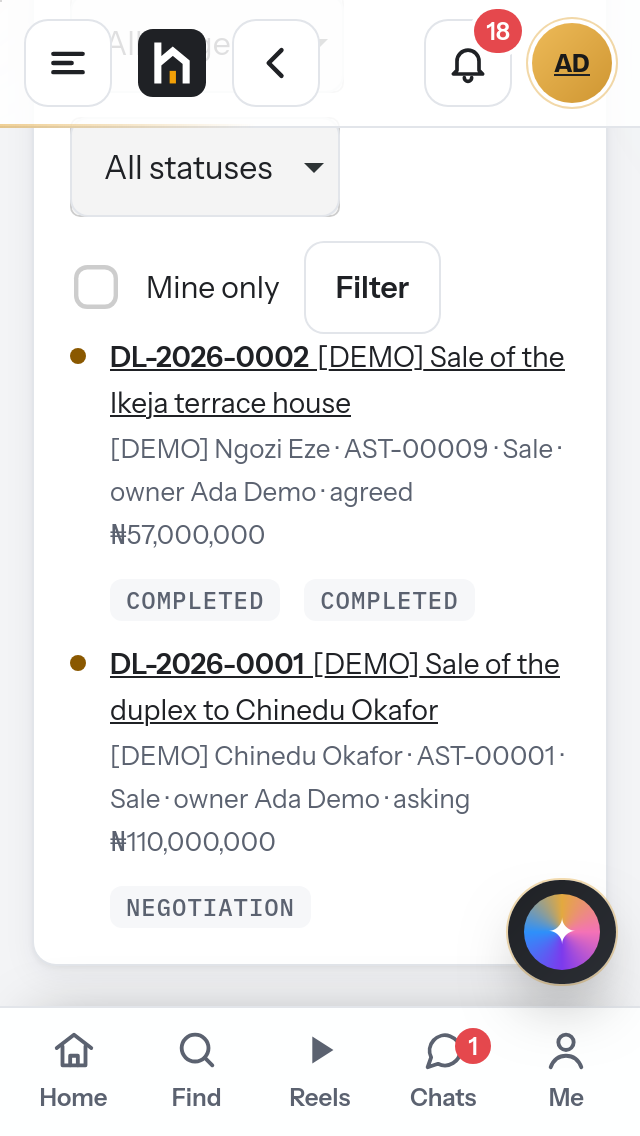 18
AD
All statuses
Mine only
Filter
DL-2026-0002 [DEMO] Sale of the
Ikeja terrace house
[DEMO] Ngozi Eze · AST-00009 · Sale ·
owner Ada Demo · agreed
₦57,000,000
COMPLETED COMPLETED
DL-2026-0001 [DEMO] Sale of the
duplex to Chinedu Okafor
[DEMO] Chinedu Okafor · AST-00001 ·
Sale · owner Ada Demo · asking
₦110,000,000
NEGOTIATION
1
Home Find Reels Chats Me